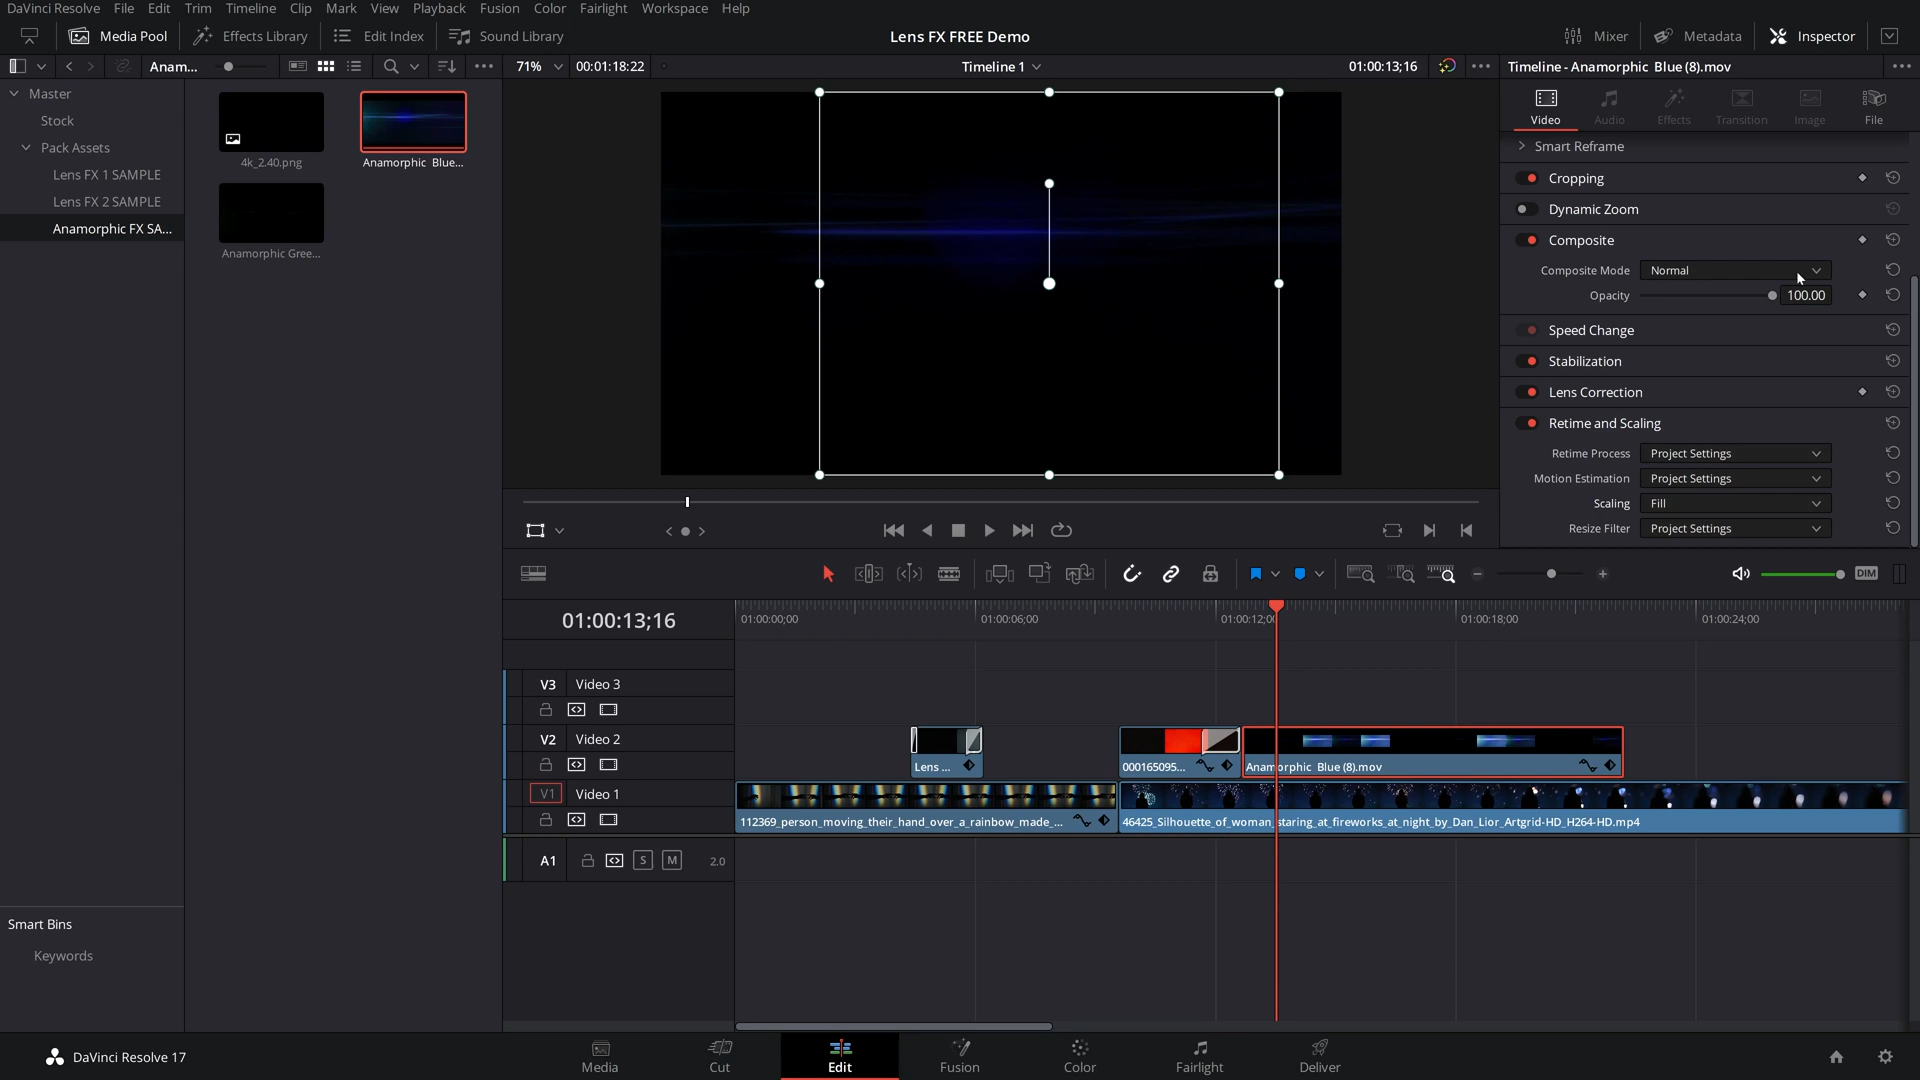 DaVinci Resolve File Edit Trim Timeline Clip Mark View Playback Fusion Color Fairlight Workspace Help
Media Pool Effects Library Edit Index Sound Library Lens FX FREE Demo Mixer Metadata Inspector
Anam... 71% 00:01:18:22 Timeline 1 01:00:13;16 Timeline - Anamorphic Blue (8).mov
Master
Stock
Pack Assets
Lens FX 1 SAMPLE
Lens FX 2 SAMPLE
Anamorphic FX SA...
4k_2.40.png Anamorphic Blue...
Anamorphic Gree...
Video Audio Effects Transition Image File
Smart Reframe
Cropping
Dynamic Zoom
Composite
Composite Mode Normal
Opacity 100.00
Speed Change
Stabilization
Lens Correction
Retime and Scaling
Retime Process Project Settings
Motion Estimation Project Settings
Scaling Fill
Resize Filter Project Settings
DIM
01:00:13;16 01:00:00;00 01:00:06;00 01:00:12;00 01:00:18;00 01:00:24;00
V3 Video 3
V2 Video 2
Lens ... 000165095... Anamorphic Blue (8).mov
V1 Video 1
112369_person_moving_their_hand_over_a_rainbow_made_... 46425_Silhouette_of_woman_staring_at_fireworks_at_night_by_Dan_Lior_Artgrid-HD_H264-HD.mp4
A1 S M 2.0
Smart Bins
Keywords
DaVinci Resolve 17 Media Cut Edit Fusion Color Fairlight Deliver